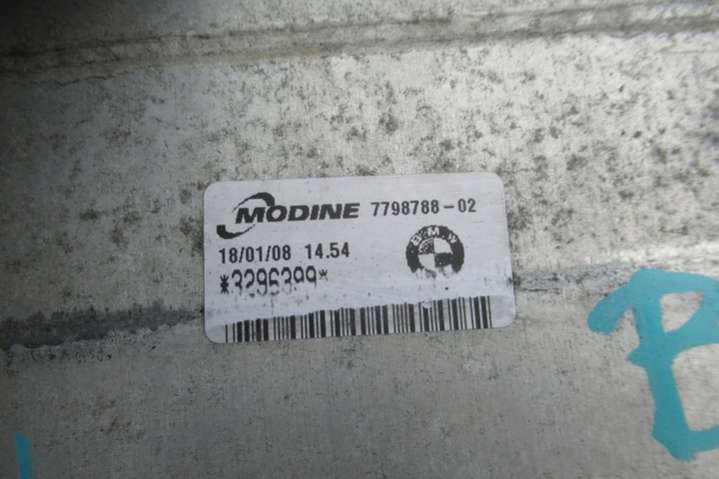 MODINE 7798788-02
18/01/08 14.54
BMW
*3296399*
B